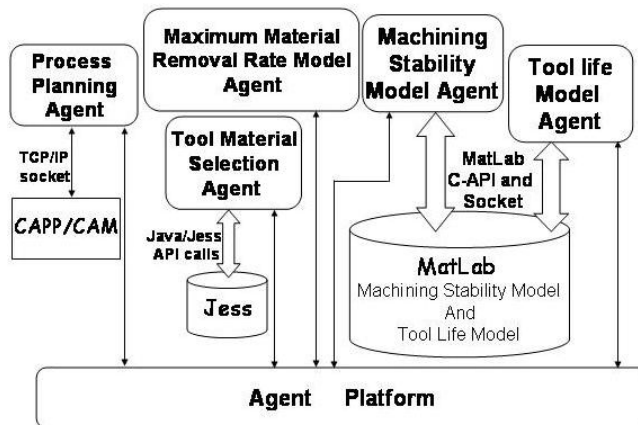 Process
Planning
Agent
Maximum Material
Removal Rate Model
Agent
Machining
Stability
Model Agent
Tool life
Model
Agent
TCP/IP
socket
Tool Material
Selection
Agent
MatLab
C-API and
Socket
CAPP/CAM
Java/Jess
API calls
Jess
MatLab
Machining Stability Model
And
Tool Life Model
Agent Platform